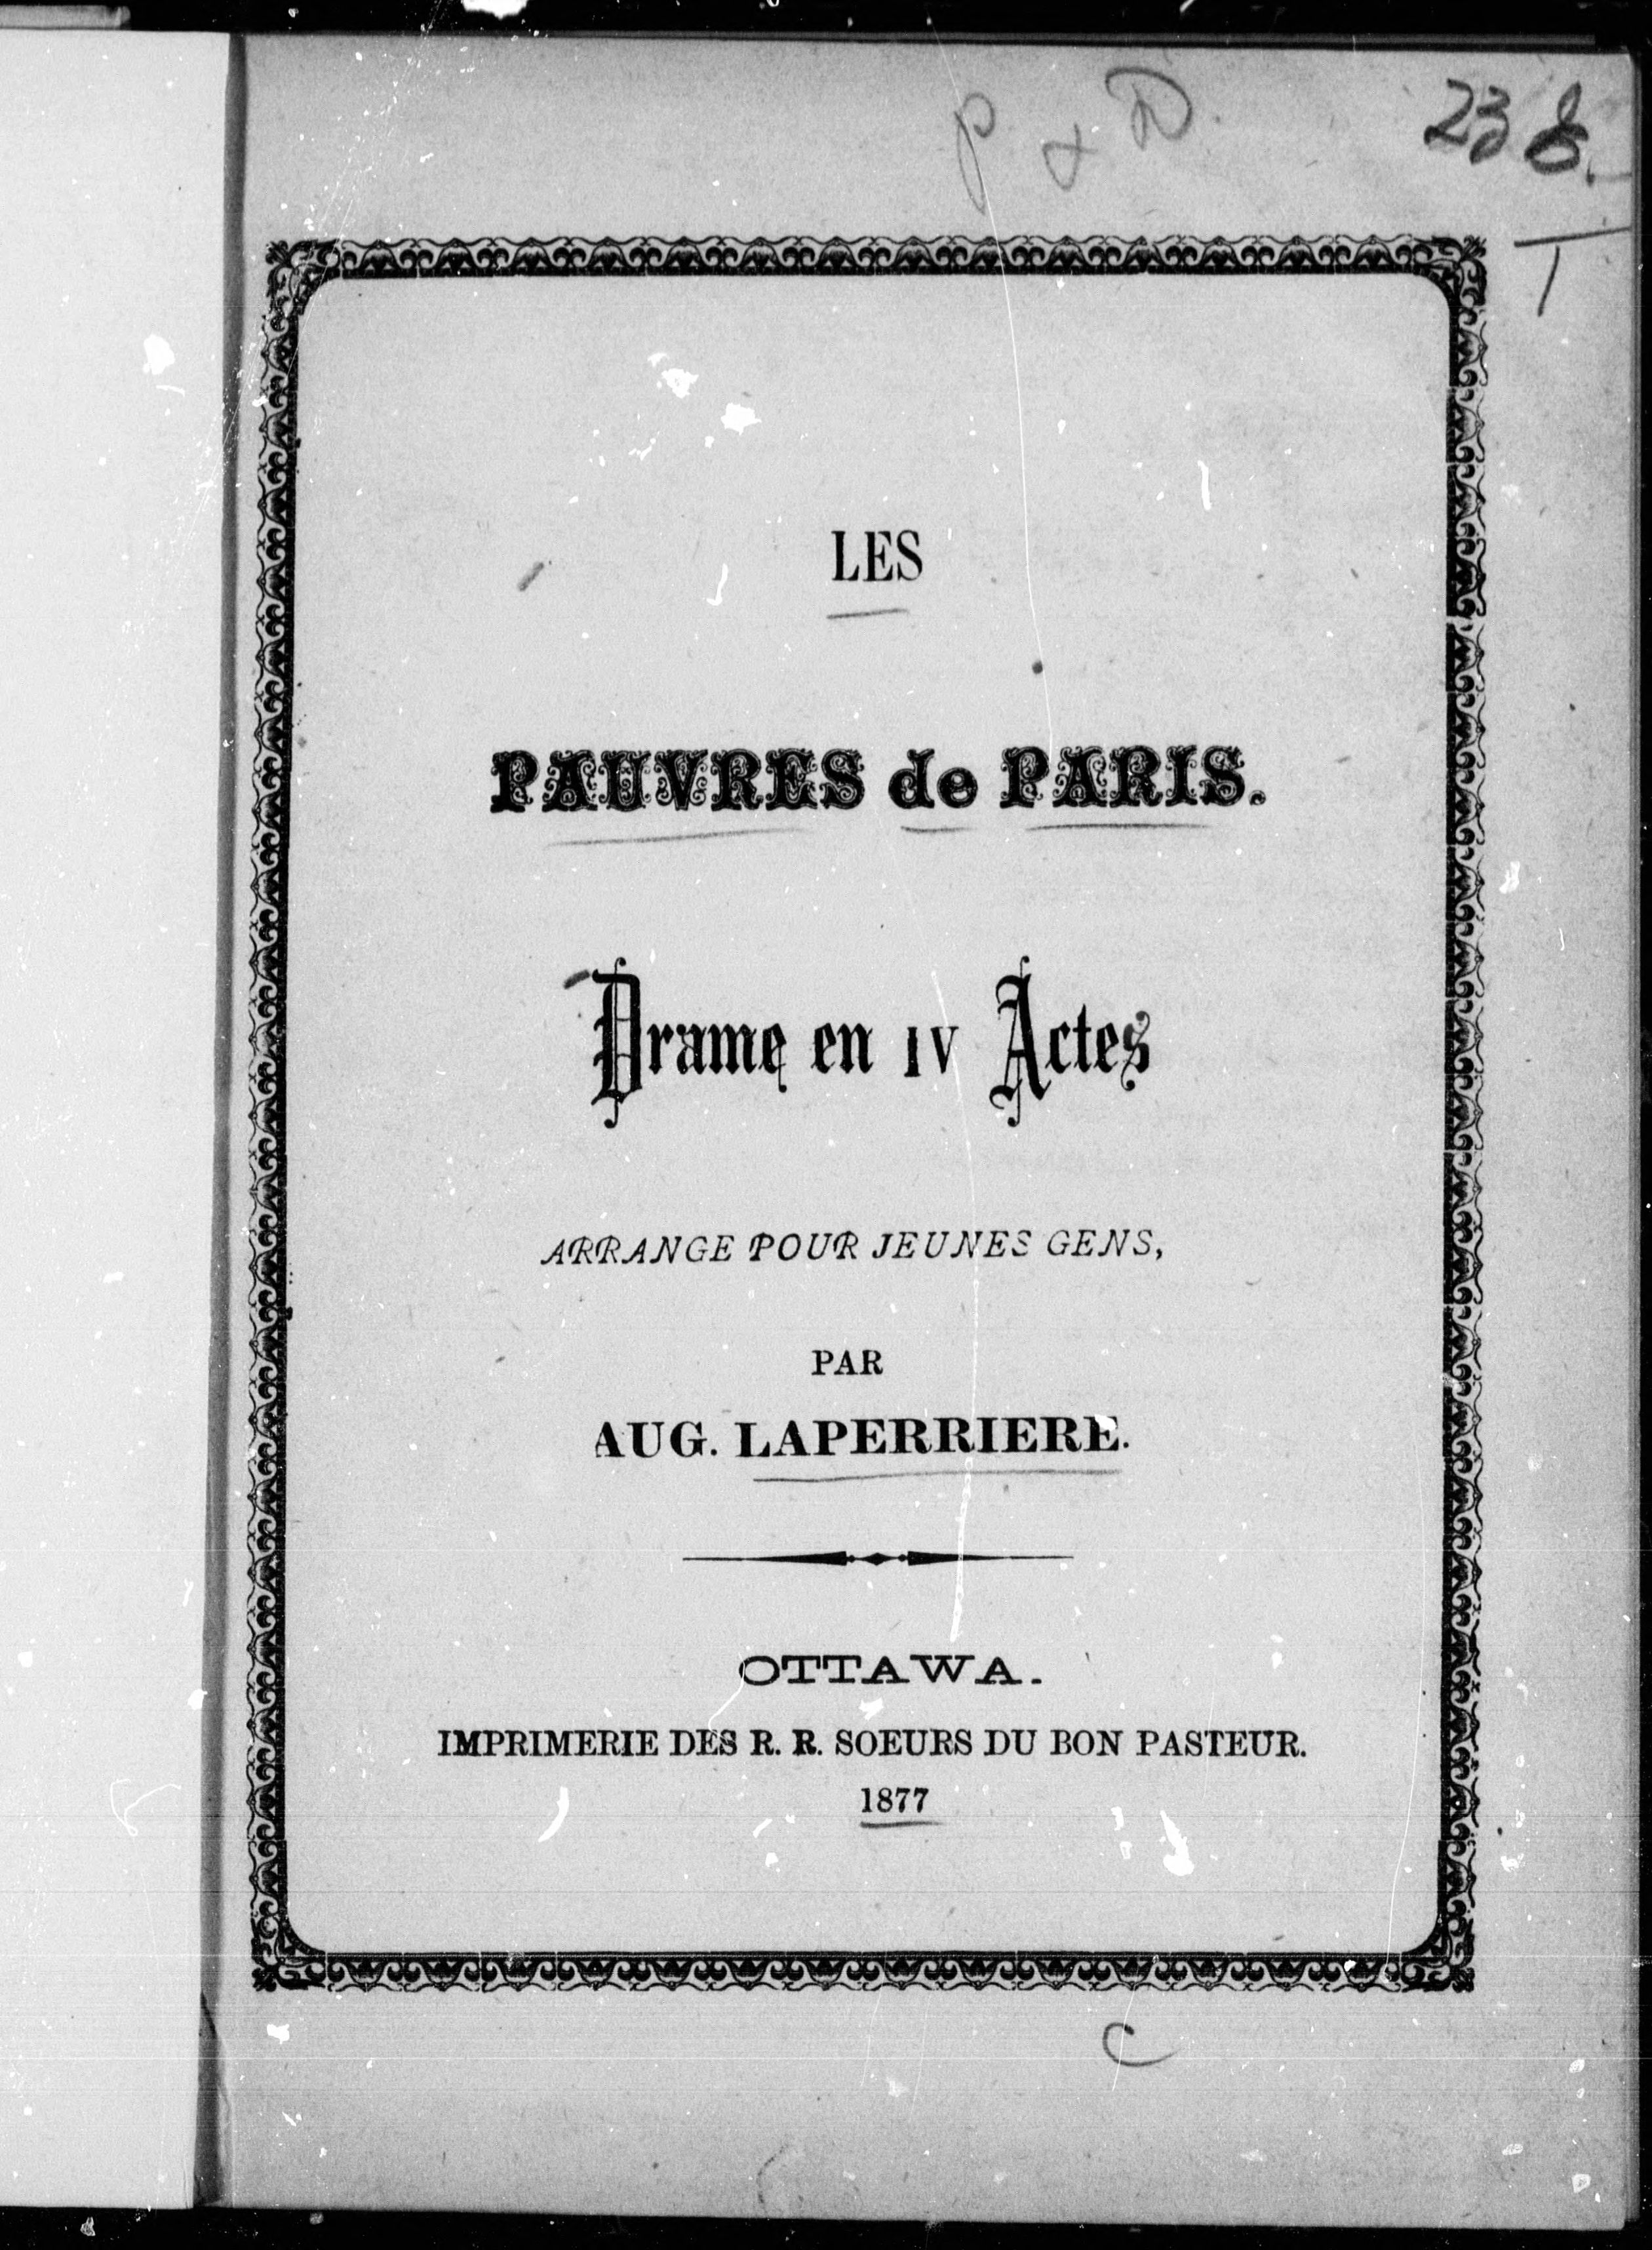 P & D.
238.
T
LES
PAUVRES de PARIS.
Drame en IV Actes
ARRANGE POUR JEUNES GENS,
PAR
AUG. LAPERRIERE.
OTTAWA.
IMPRIMERIE DES R. R. SOEURS DU BON PASTEUR.
1877
C